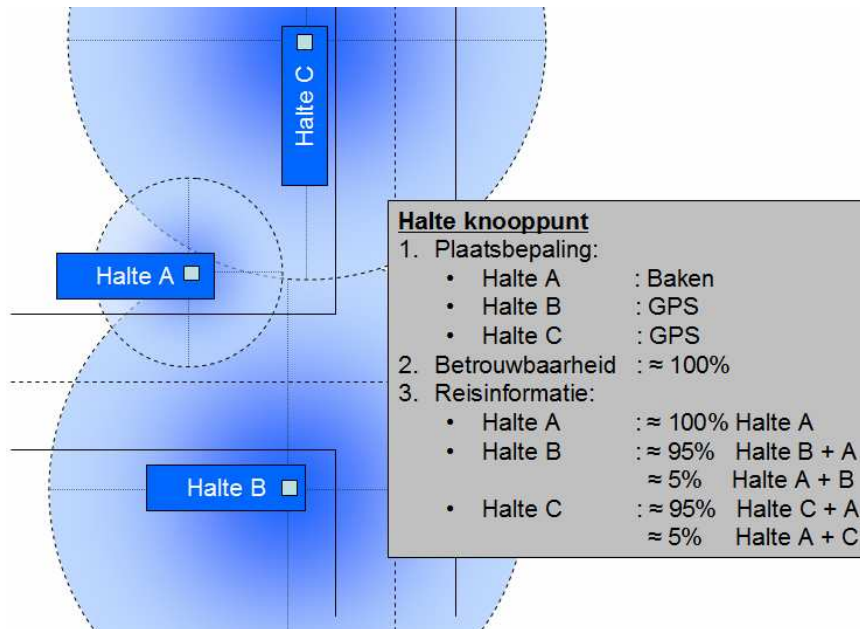 Halte C
Halte A
Halte B
Halte knooppunt
1. Plaatsbepaling:
• Halte A : Baken
• Halte B : GPS
• Halte C : GPS
2. Betrouwbaarheid : ≈ 100%
3. Reisinformatie:
• Halte A : ≈ 100% Halte A
• Halte B : ≈ 95% Halte B + A
≈ 5% Halte A + B
• Halte C : ≈ 95% Halte C + A
≈ 5% Halte A + C